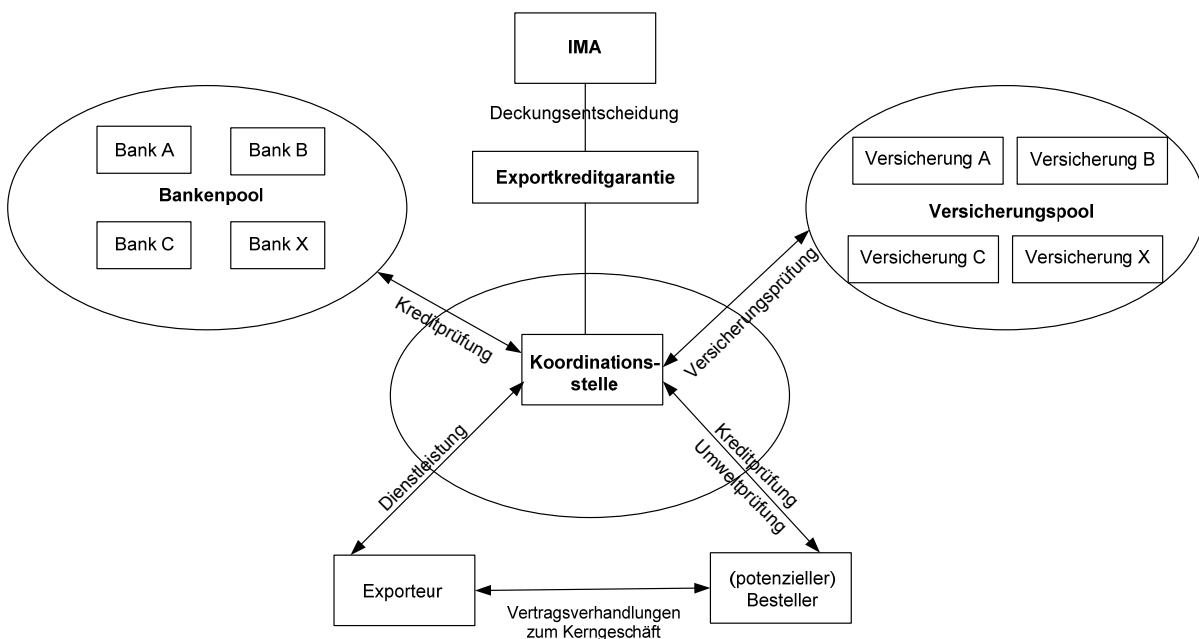 IMA
Deckungsentscheidung
Exportkreditgarantie
Bank A
Bank B
Bankenpool
Bank C
Bank X
Versicherung A
Versicherung B
Versicherungspool
Versicherung C
Versicherung X
Kreditprüfung
Versicherungsprüfung
Koordinations-
stelle
Dienstleistung
Kreditprüfung
Umweltprüfung
Exporteur
(potenzieller)
Besteller
Vertragsverhandlungen
zum Kerngeschäft